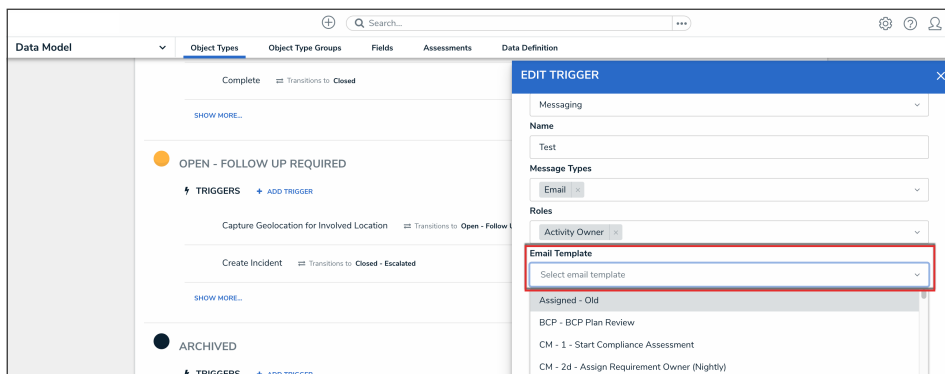 Search...
Data Model
Object Types Object Type Groups Fields Assessments Data Definition
Complete Transitions to Closed
SHOW MORE...
OPEN - FOLLOW UP REQUIRED
TRIGGERS + ADD TRIGGER
Capture Geolocation for Involved Location Transitions to Open - Follow
Create Incident Transitions to Closed - Escalated
SHOW MORE...
ARCHIVED
TRIGGERS + ADD TRIGGER
EDIT TRIGGER
Messaging
Name
Test
Message Types
Email ×
Roles
Activity Owner ×
Email Template
Select email template
Assigned - Old
BCP - BCP Plan Review
CM - 1 - Start Compliance Assessment
CM - 2d - Assign Requirement Owner (Nightly)